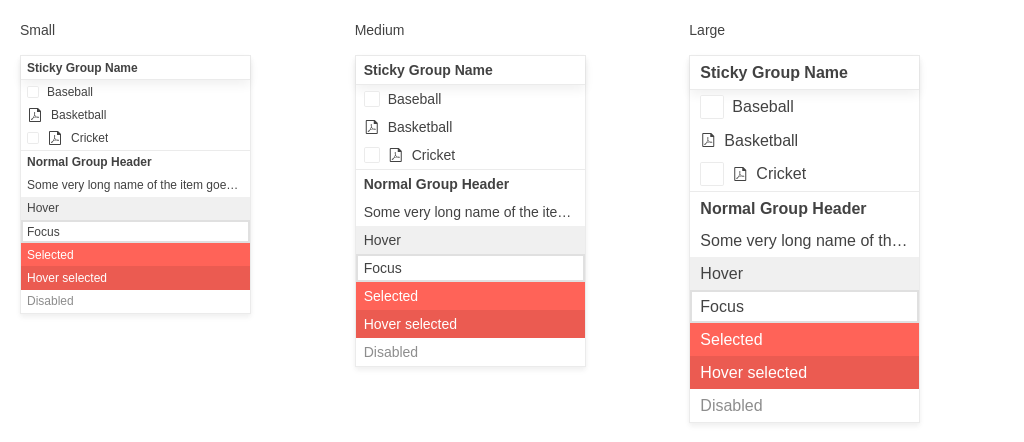 Small
Sticky Group Name
Baseball
Basketball
Cricket
Normal Group Header
Some very long name of the item goe…
Hover
Focus
Selected
Hover selected
Disabled
Medium
Sticky Group Name
Baseball
Basketball
Cricket
Normal Group Header
Some very long name of the ite…
Hover
Focus
Selected
Hover selected
Disabled
Large
Sticky Group Name
Baseball
Basketball
Cricket
Normal Group Header
Some very long name of th…
Hover
Focus
Selected
Hover selected
Disabled